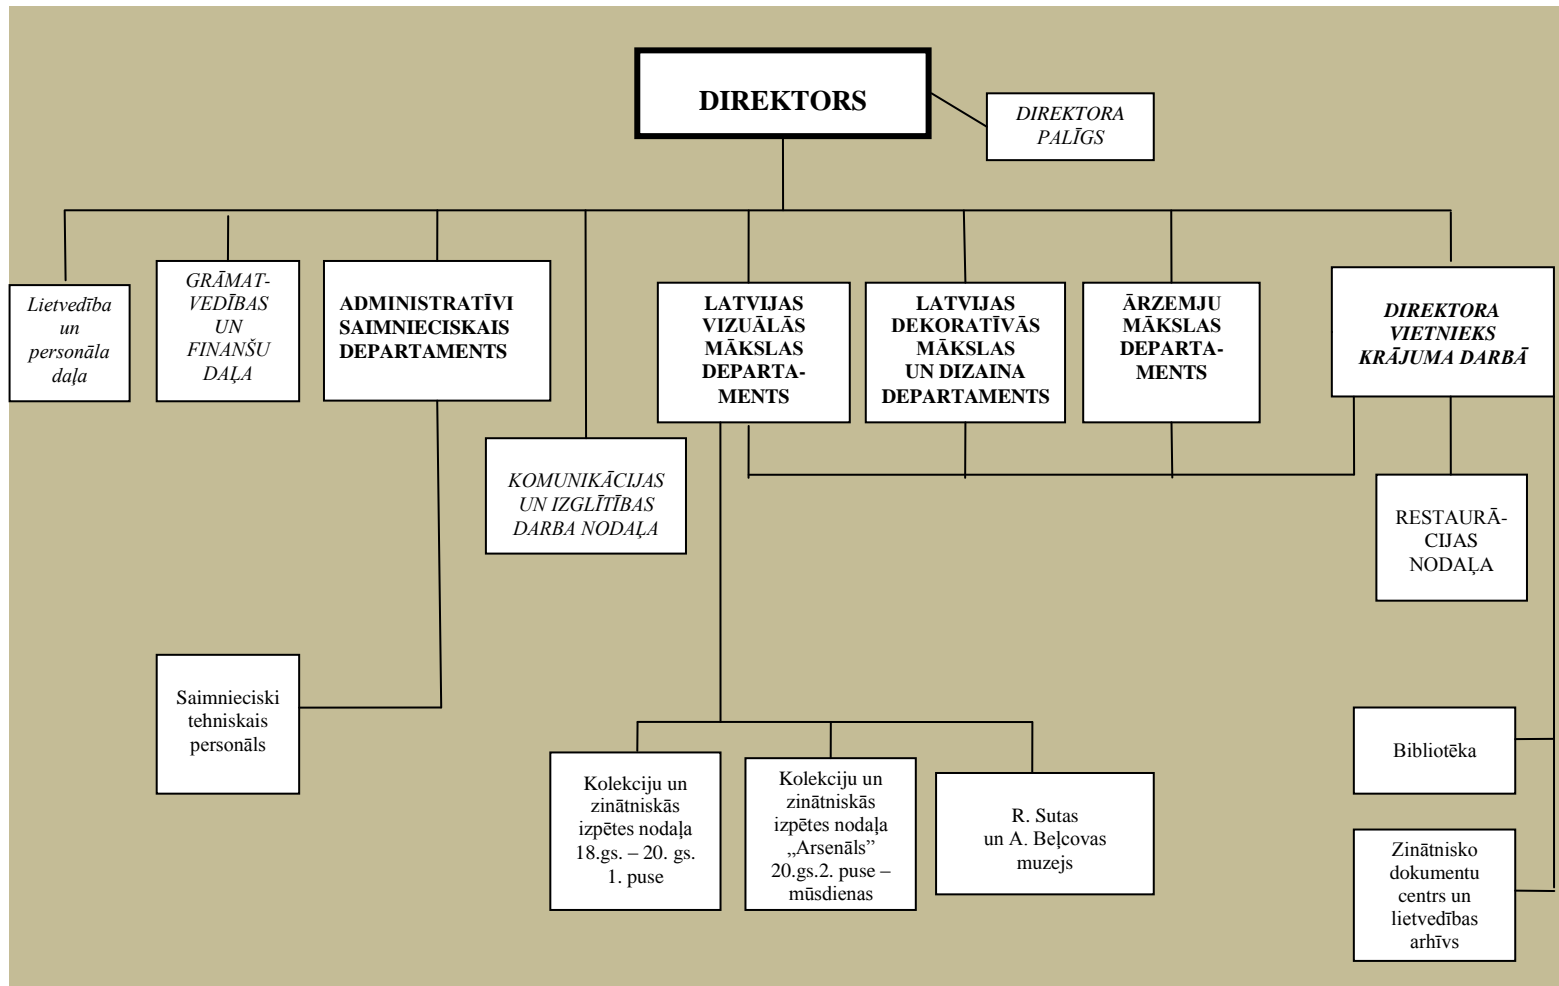 DIREKTORS
DIREKTORA
PALĪGS
Lietvedība
un
personāla
daļa
GRĀMAT-
VEDĪBAS
UN
FINANŠU
DAĻA
ADMINISTRATĪVI
SAIMNIECISKAIS
DEPARTAMENTS
KOMUNIKĀCIJAS
UN IZGLĪTĪBAS
DARBA NODAĻA
LATVIJAS
VIZUĀLĀS
MĀKSLAS
DEPARTA-
MENTS
LATVIJAS
DEKORATĪVĀS
MĀKSLAS
UN DIZAINA
DEPARTAMENTS
ĀRZEMJU
MĀKSLAS
DEPARTA-
MENTS
DIREKTORA
VIETNIEKS
KRĀJUMA DARBĀ
RESTAURĀ-
CIJAS
NODAĻA
Saimnieciski
tehniskais
personāls
Kolekciju un
zinātniskās
izpētes nodaļa
18.gs. – 20. gs.
1. puse
Kolekciju un
zinātniskās
izpētes nodaļa
„Arsenāls”
20.gs.2. puse –
mūsdienas
R. Sutas
un A. Beļcovas
muzejs
Bibliotēka
Zinātnisko
dokumentu
centrs un
lietvedības
arhīvs